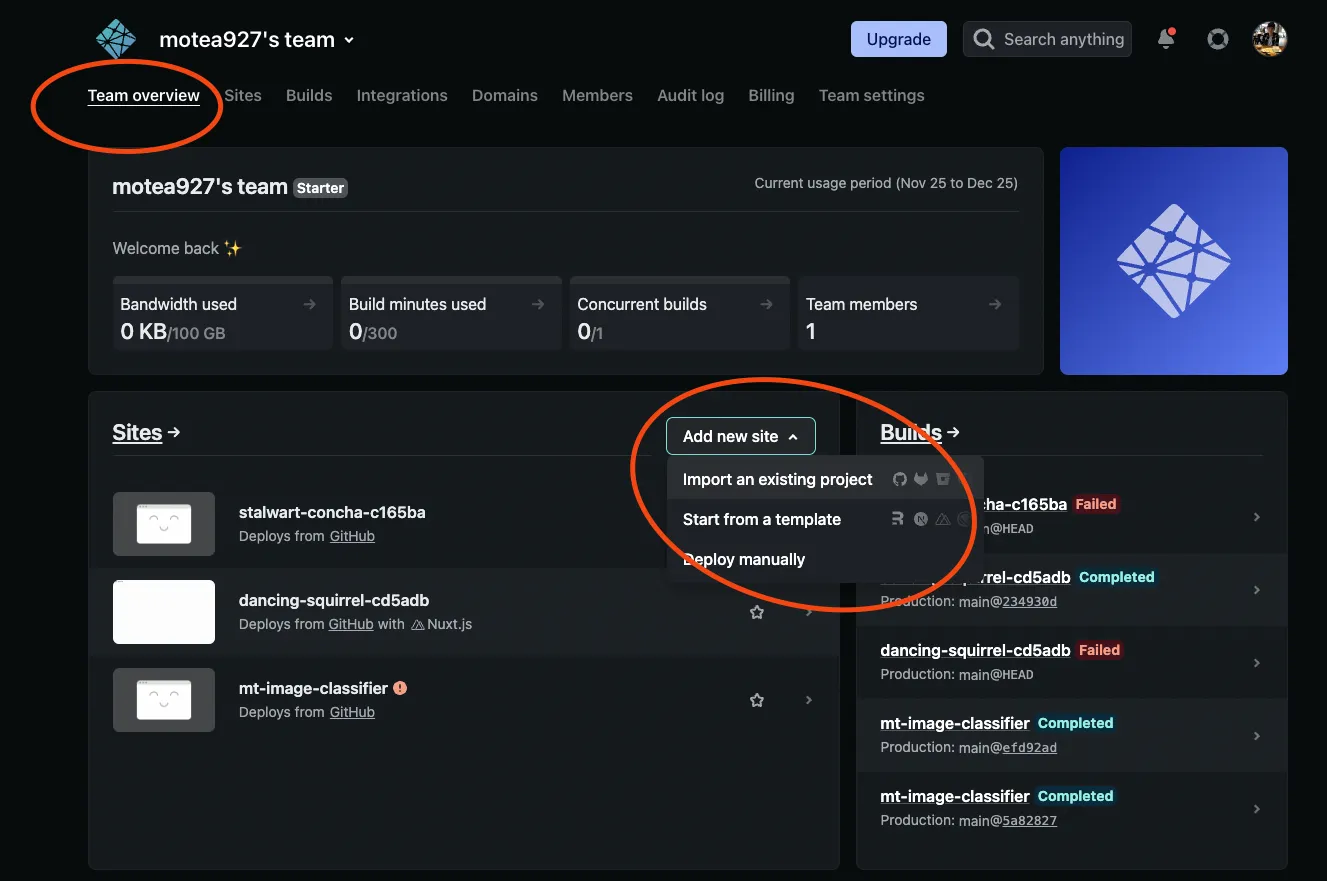 motea927's team
Upgrade
Search anything
Team overview
Sites
Builds
Integrations
Domains
Members
Audit log
Billing
Team settings
motea927's team Starter
Current usage period (Nov 25 to Dec 25)
Welcome back ✨
Bandwidth used →
0 KB/100 GB
Build minutes used →
0/300
Concurrent builds →
0/1
Team members →
1
Sites →
Add new site
Import an existing project
Start from a template
Deploy manually
stalwart-concha-c165ba
Deploys from GitHub
dancing-squirrel-cd5adb
Deploys from GitHub with Nuxt.js
mt-image-classifier
Deploys from GitHub
Builds →
cha-c165ba Failed
@HEAD
rrel-cd5adb Completed
Production: main@234930d
dancing-squirrel-cd5adb Failed
Production: main@HEAD
mt-image-classifier Completed
Production: main@efd92ad
mt-image-classifier Completed
Production: main@5a82827